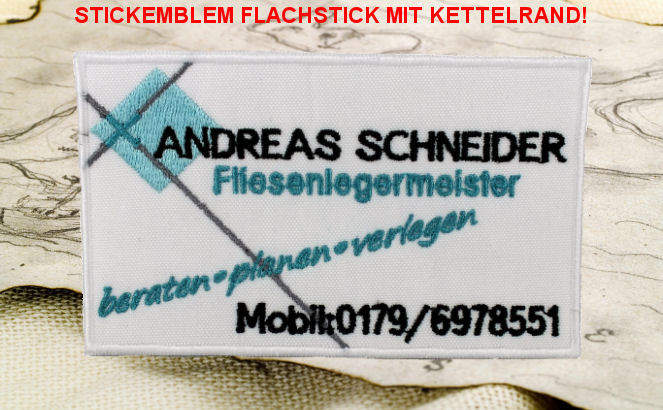 STICKEMBLEM FLACHSTICK MIT KETTELRAND!
ANDREAS SCHNEIDER
Fliesenlegermeister
beraten•planen•verlegen
Mobil:0179/6978551